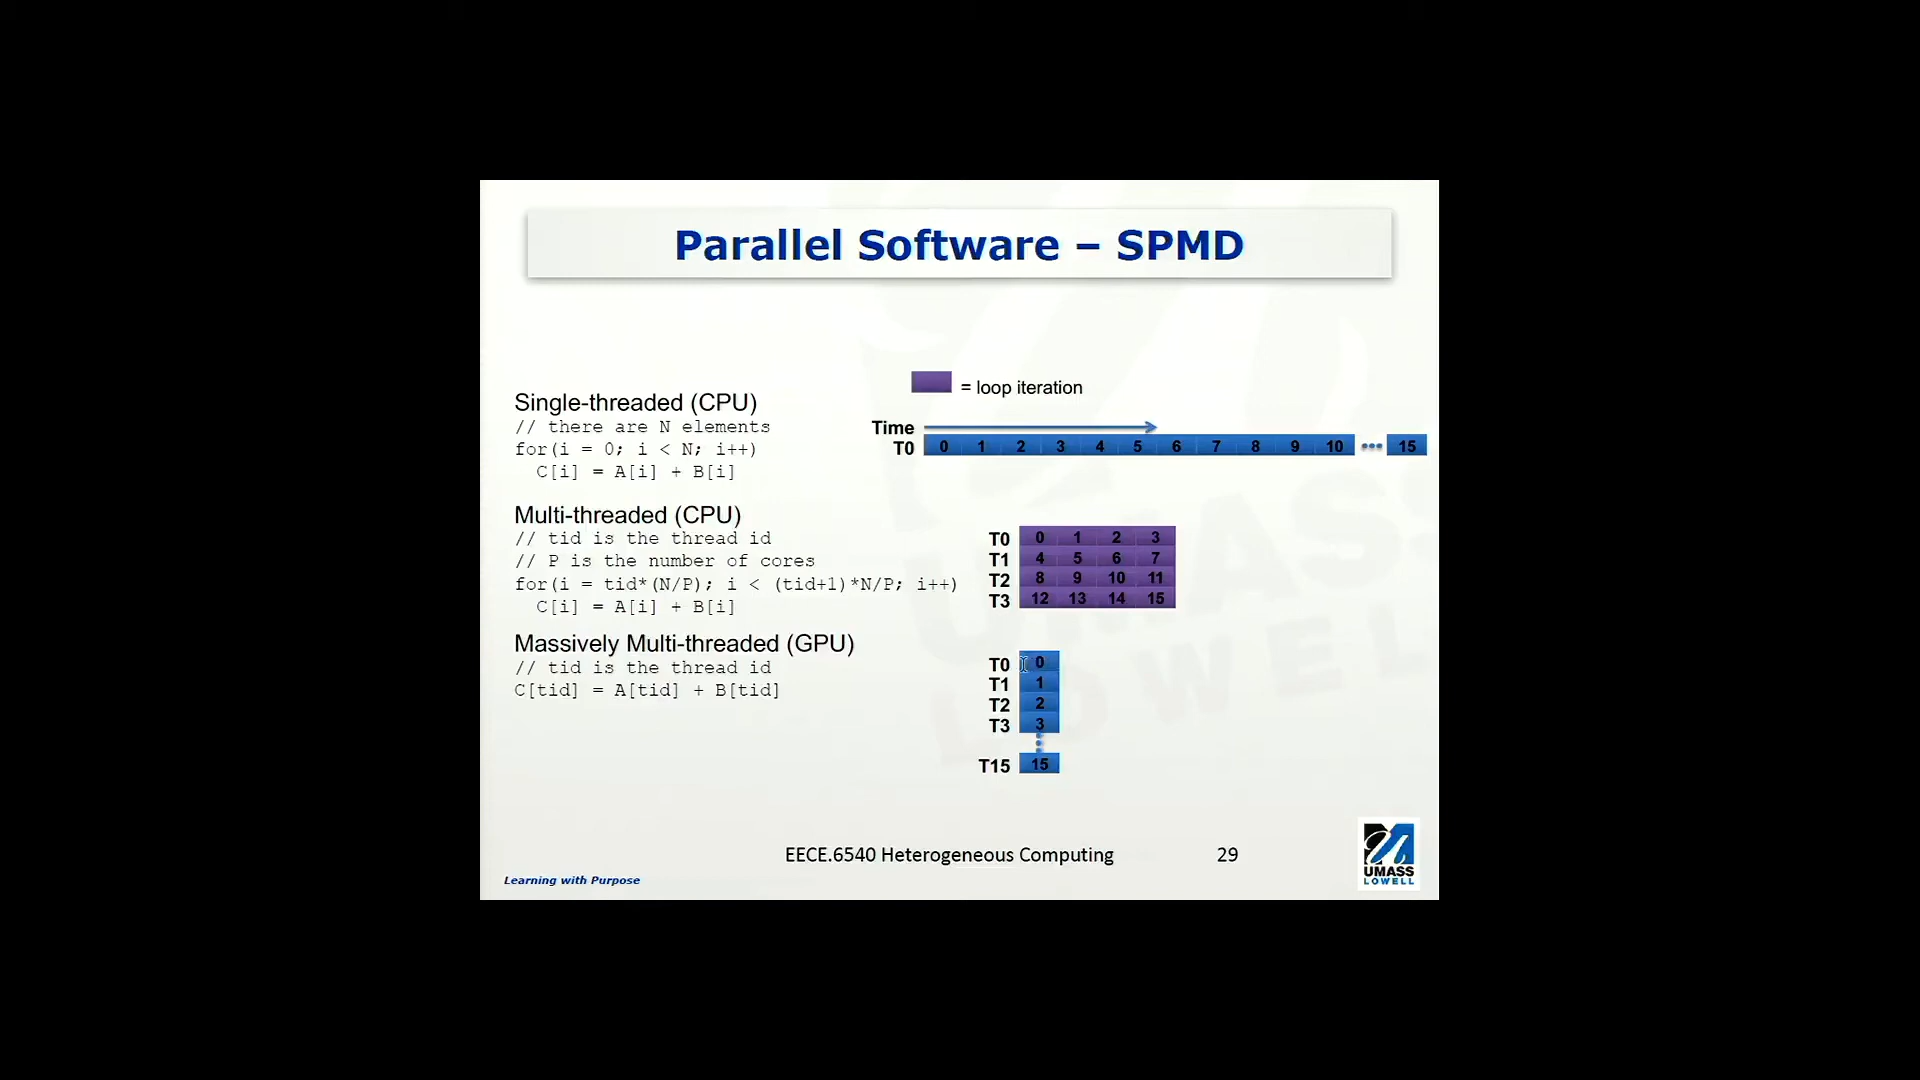 Parallel Software – SPMD
= loop iteration
Single-threaded (CPU)
// there are N elements
for(i = 0; i < N; i++)
C[i] = A[i] + B[i]
Time
T0 0 1 2 3 4 5 6 7 8 9 10 ••• 15
Multi-threaded (CPU)
// tid is the thread id
// P is the number of cores
for(i = tid*(N/P); i < (tid+1)*N/P; i++)
C[i] = A[i] + B[i]
T0 0 1 2 3
T1 4 5 6 7
T2 8 9 10 11
T3 12 13 14 15
Massively Multi-threaded (GPU)
// tid is the thread id
C[tid] = A[tid] + B[tid]
T0 0
T1 1
T2 2
T3 3
T15 15
EECE.6540 Heterogeneous Computing
29
Learning with Purpose
UMASS
LOWELL
UMASS
LOWELL